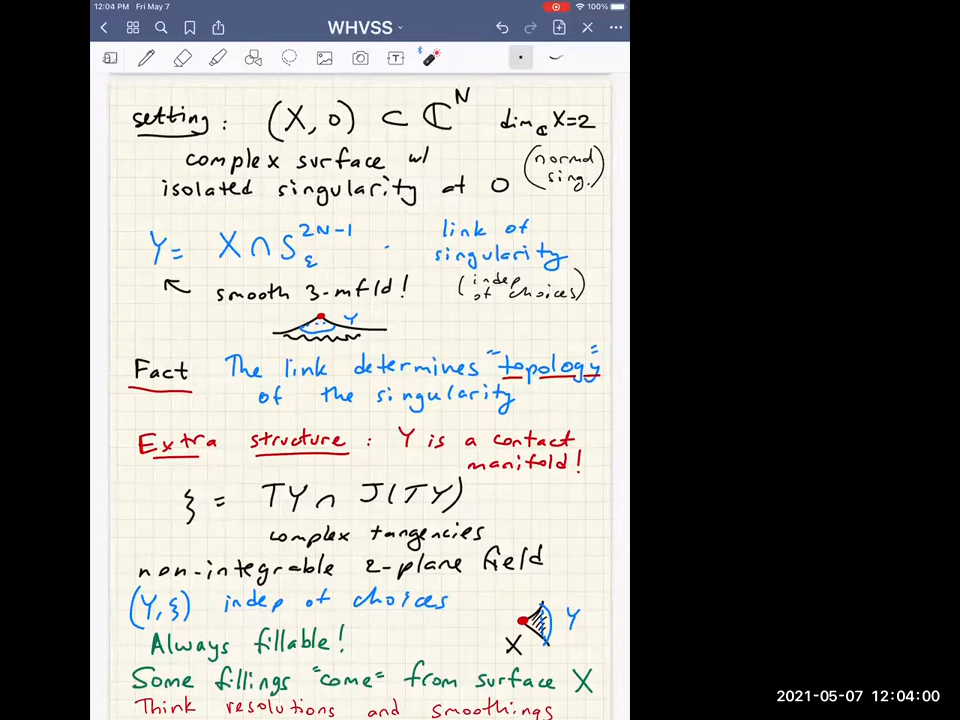 12:04 PM Fri May 7
100%
WHVSS
setting : (X, 0) ⊂ ℂ^N dim_ℂ X=2
complex surface w/ (normal
isolated singularity at 0 sing.)
Y = X ∩ S_ε^{2N-1} link of
singularity
smooth 3-mfld! (indep
of choices)
Y
Fact The link determines "topology"
of the singularity
Extra structure : Y is a contact
manifold!
ξ = TY ∩ J(TY)
complex tangencies
non-integrable 2-plane field
(Y, ξ) indep of choices
Y
Always fillable!
X
Some fillings "come" from surface X
Think resolutions and smoothings
2021-05-07 12:04:00